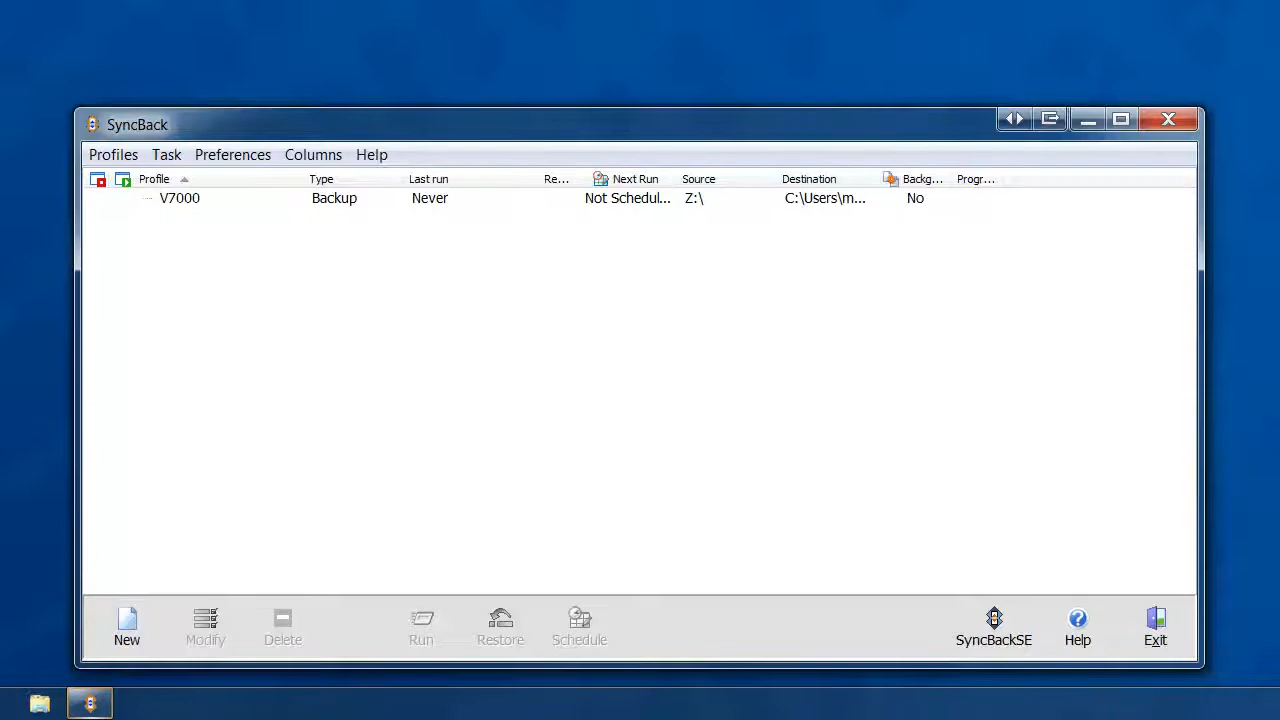 SyncBack
Profiles Task Preferences Columns Help
Profile Type Last run Re... Next Run Source Destination Backg... Progr...
V7000 Backup Never Not Schedul... Z:\ C:\Users\m... No
New Modify Delete Run Restore Schedule SyncBackSE Help Exit